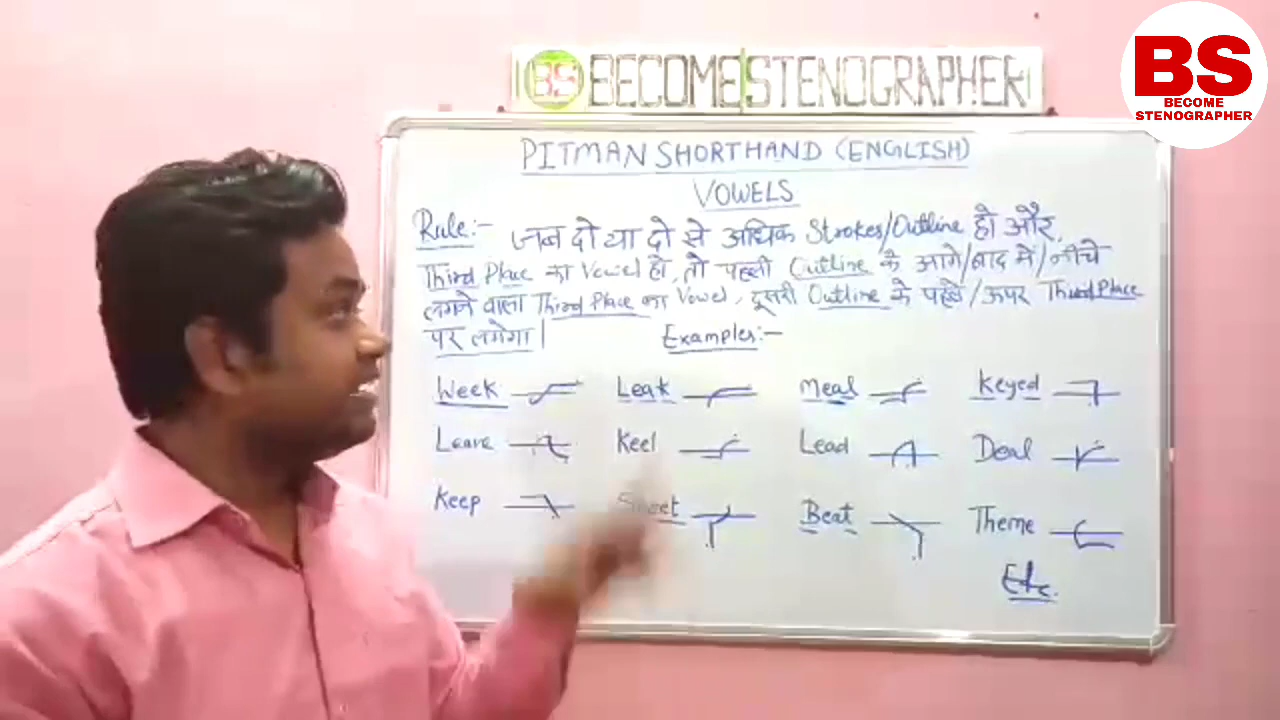 BS BECOME STENOGRAPHER
BS
BECOME
STENOGRAPHER
PITMAN SHORTHAND (ENGLISH)
VOWELS
Rule:- जब दो या दो से अधिक Strokes/Outline हो और,
Third Place का Vowel हो, तो पहली Outline के आगे/बाद में/नीचे
लगने वाला Third Place का Vowel, दूसरी Outline के पहले/ऊपर Third Place
पर लगेगा|
Examples:-
Week Leak Meal Keyed
Leave Keel Lead Deal
Keep Beat Theme
Etc.